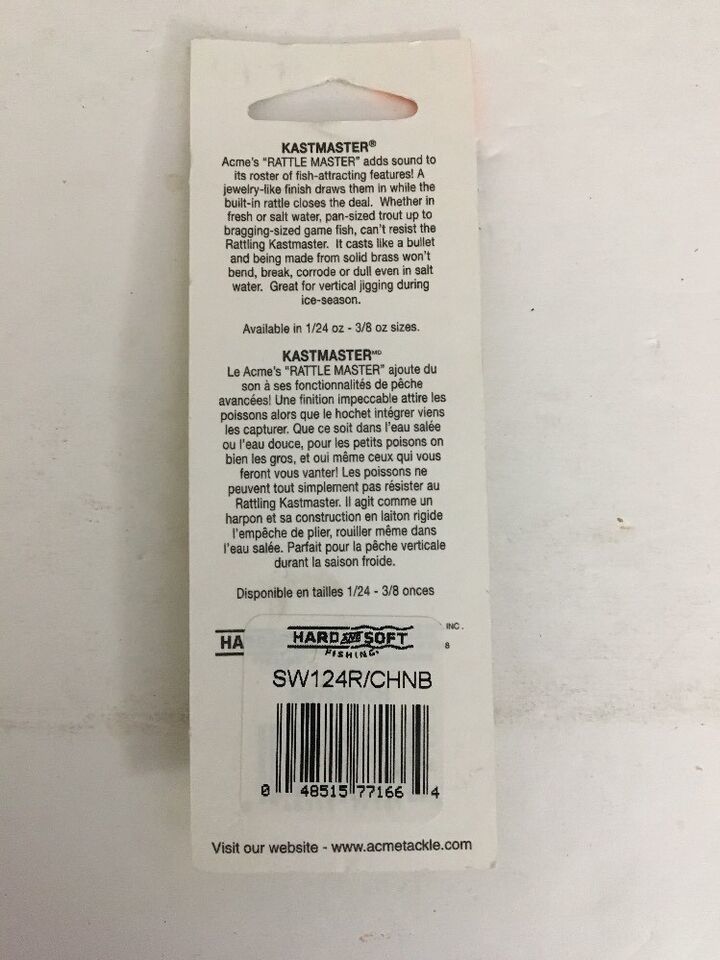 KASTMASTER®
Acme's "RATTLE MASTER" adds sound to
its roster of fish-attracting features! A
jewelry-like finish draws them in while the
built-in rattle closes the deal. Whether in
fresh or salt water, pan-sized trout up to
bragging-sized game fish, can't resist the
Rattling Kastmaster. It casts like a bullet
and being made from solid brass won't
bend, break, corrode or dull even in salt
water. Great for vertical jigging during
ice-season.
Available in 1/24 oz - 3/8 oz sizes.
KASTMASTERᴹᴰ
Le Acme's "RATTLE MASTER" ajoute du
son à ses fonctionnalités de pêche
avancées! Une finition impeccable attire les
poissons alors que le hochet intégrer viens
les capturer. Que ce soit dans l'eau salée
ou l'eau douce, pour les petits poisons on
bien les gros, et oui même ceux qui vous
feront vous vanter! Les poissons ne
peuvent tout simplement pas résister au
Rattling Kastmaster. Il agit comme un
harpon et sa construction en laiton rigide
l'empêche de plier, rouiller même dans
l'eau salée. Parfait pour la pêche verticale
durant la saison froide.
Disponible en tailles 1/24 - 3/8 onces
HA
INC.
8
HARD AND SOFT
FISHING
SW124R/CHNB
0 48515 77166 4
Visit our website - www.acmetackle.com